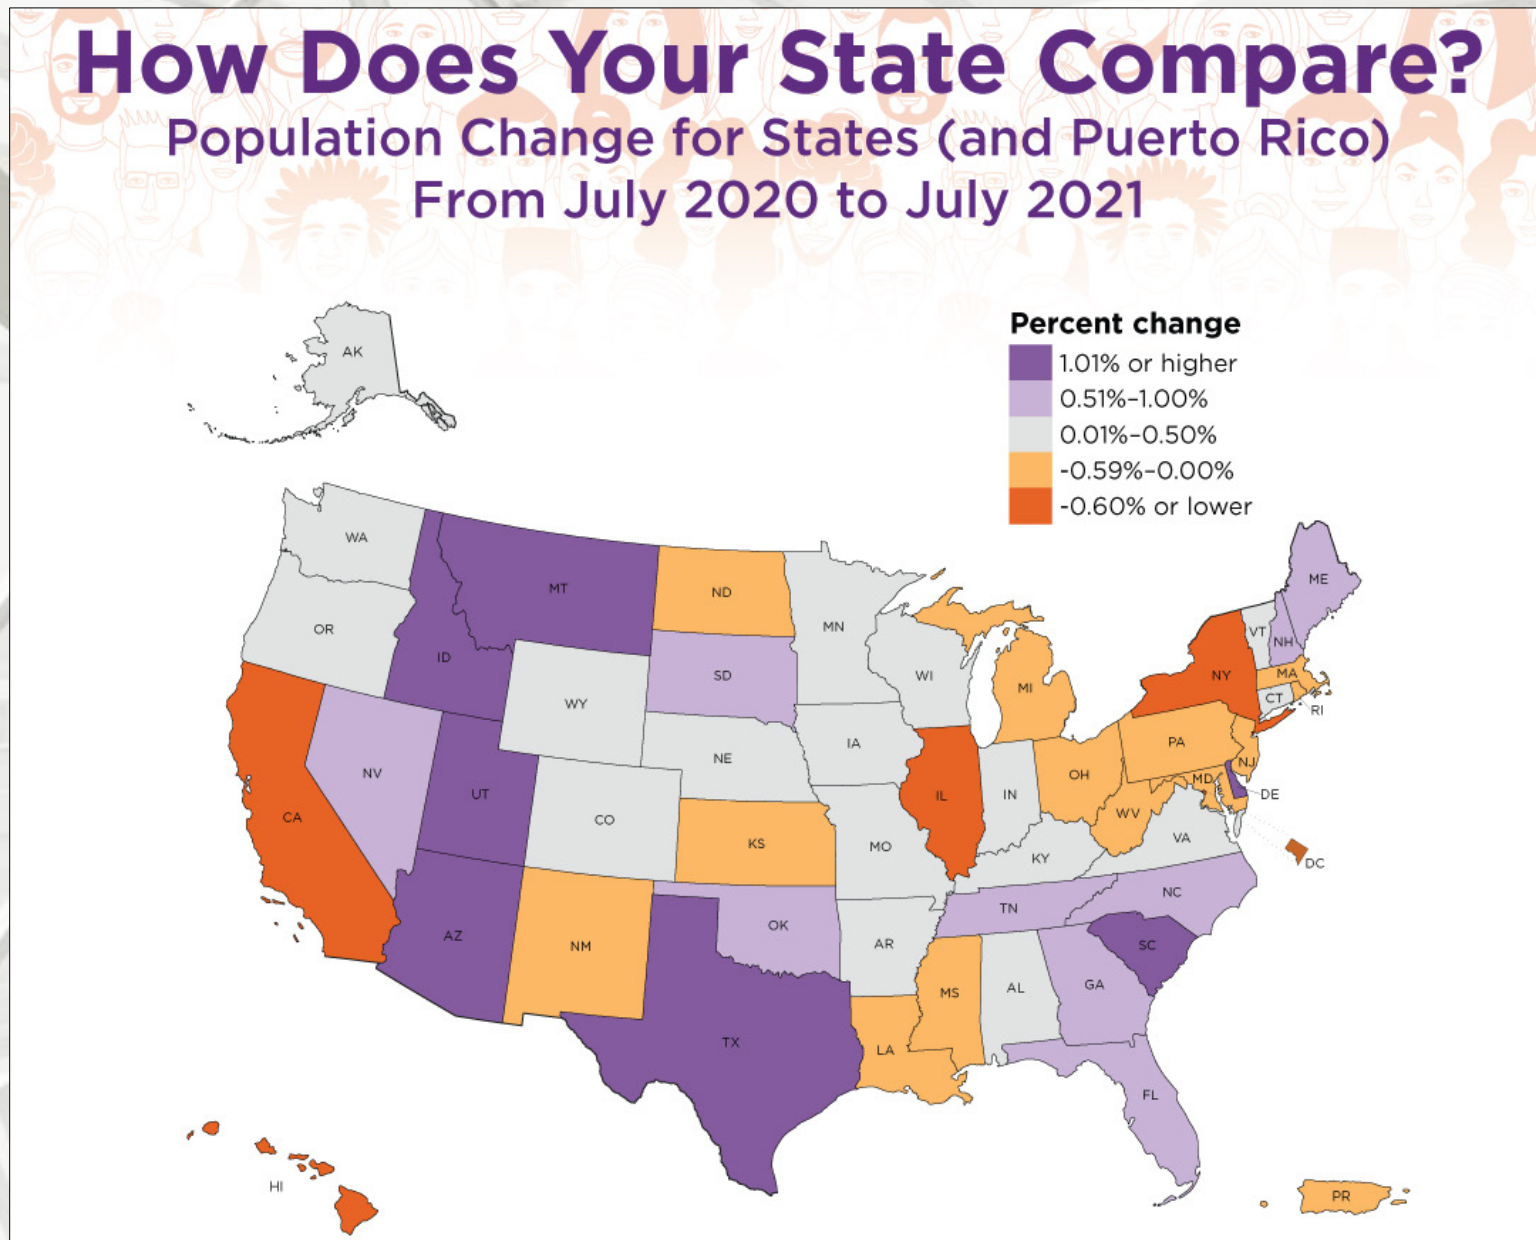 How Does Your State Compare?
Population Change for States (and Puerto Rico)
From July 2020 to July 2021
Percent change
1.01% or higher
0.51%–1.00%
0.01%–0.50%
-0.59%–0.00%
-0.60% or lower
AK
WA
MT
ND
ME
OR
MN
VT
NH
ID
SD
WI
NY
MA
MI
WY
CT
RI
IA
PA
NE
NJ
NV
OH
MD
UT
IL
IN
DE
CA
CO
WV
KS
MO
VA
KY
DC
NC
TN
OK
AZ
NM
AR
SC
MS
AL
GA
TX
LA
FL
HI
PR